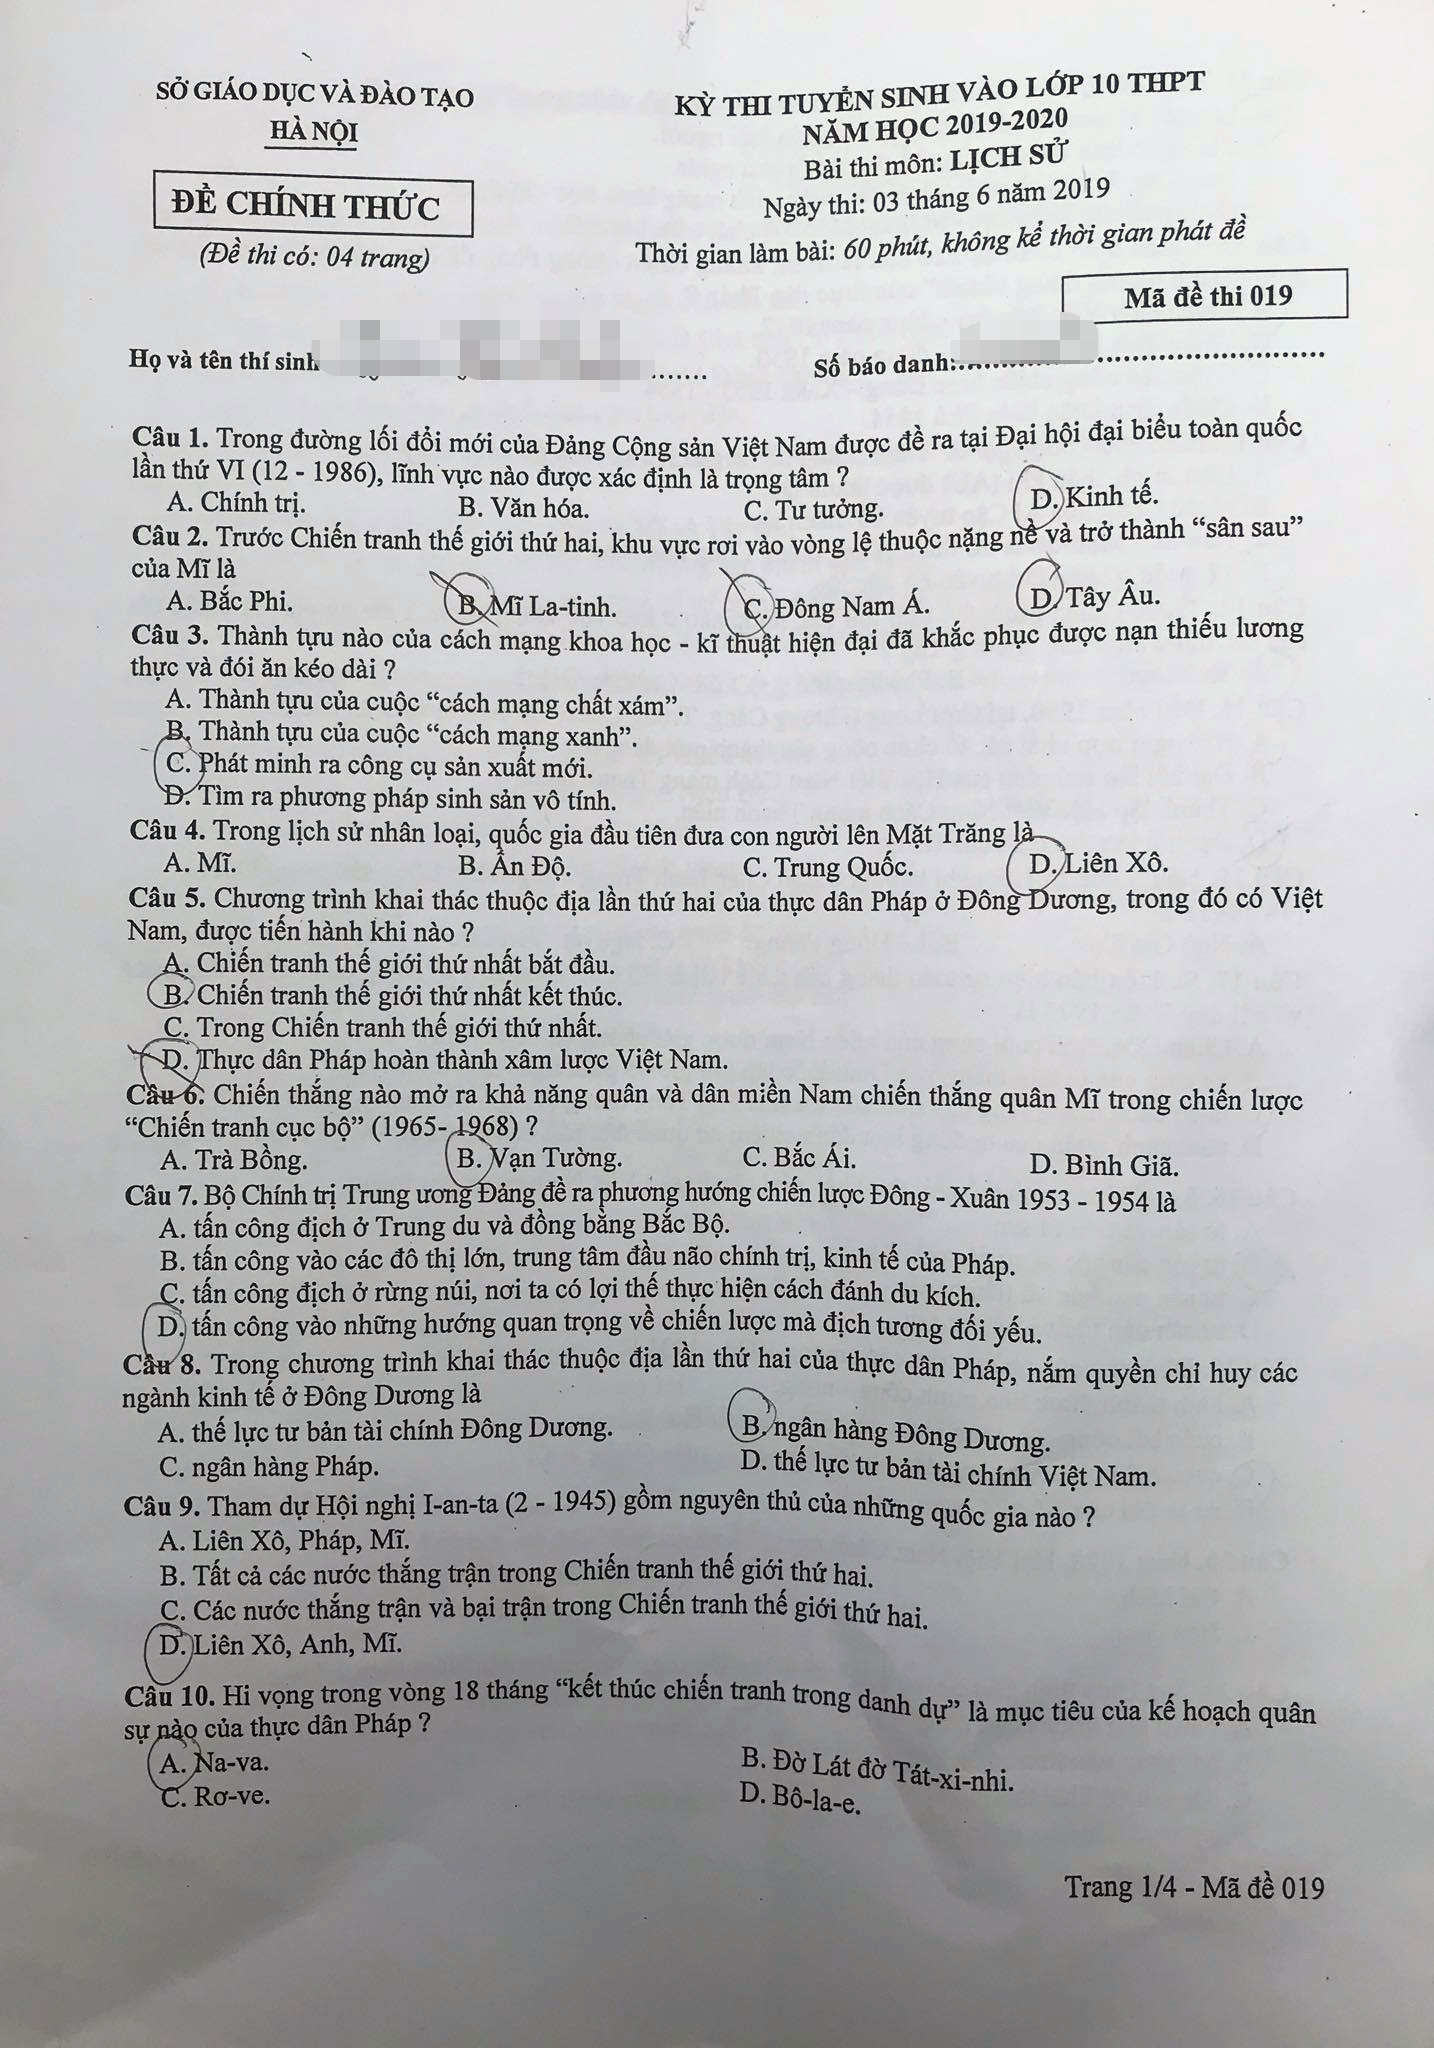 SỞ GIÁO DỤC VÀ ĐÀO TẠO
HÀ NỘI
ĐỀ CHÍNH THỨC
(Đề thi có: 04 trang)
KỲ THI TUYỂN SINH VÀO LỚP 10 THPT
NĂM HỌC 2019-2020
Bài thi môn: LỊCH SỬ
Ngày thi: 03 tháng 6 năm 2019
Thời gian làm bài: 60 phút, không kể thời gian phát đề
Mã đề thi 019
Họ và tên thí sinh.......
Số báo danh:..............................
Câu 1. Trong đường lối đổi mới của Đảng Cộng sản Việt Nam được đề ra tại Đại hội đại biểu toàn quốc
lần thứ VI (12 - 1986), lĩnh vực nào được xác định là trọng tâm ?
A. Chính trị. B. Văn hóa. C. Tư tưởng. D. Kinh tế.
Câu 2. Trước Chiến tranh thế giới thứ hai, khu vực rơi vào vòng lệ thuộc nặng nề và trở thành “sân sau”
của Mĩ là
A. Bắc Phi. B. Mĩ La-tinh. C. Đông Nam Á. D. Tây Âu.
Câu 3. Thành tựu nào của cách mạng khoa học - kĩ thuật hiện đại đã khắc phục được nạn thiếu lương
thực và đói ăn kéo dài ?
A. Thành tựu của cuộc “cách mạng chất xám”.
B. Thành tựu của cuộc “cách mạng xanh”.
C. Phát minh ra công cụ sản xuất mới.
D. Tìm ra phương pháp sinh sản vô tính.
Câu 4. Trong lịch sử nhân loại, quốc gia đầu tiên đưa con người lên Mặt Trăng là
A. Mĩ. B. Ấn Độ. C. Trung Quốc. D. Liên Xô.
Câu 5. Chương trình khai thác thuộc địa lần thứ hai của thực dân Pháp ở Đông Dương, trong đó có Việt
Nam, được tiến hành khi nào ?
A. Chiến tranh thế giới thứ nhất bắt đầu.
B. Chiến tranh thế giới thứ nhất kết thúc.
C. Trong Chiến tranh thế giới thứ nhất.
D. Thực dân Pháp hoàn thành xâm lược Việt Nam.
Câu 6. Chiến thắng nào mở ra khả năng quân và dân miền Nam chiến thắng quân Mĩ trong chiến lược
“Chiến tranh cục bộ” (1965- 1968) ?
A. Trà Bồng. B. Vạn Tường. C. Bắc Ái. D. Bình Giã.
Câu 7. Bộ Chính trị Trung ương Đảng đề ra phương hướng chiến lược Đông - Xuân 1953 - 1954 là
A. tấn công địch ở Trung du và đồng bằng Bắc Bộ.
B. tấn công vào các đô thị lớn, trung tâm đầu não chính trị, kinh tế của Pháp.
C. tấn công địch ở rừng núi, nơi ta có lợi thế thực hiện cách đánh du kích.
D. tấn công vào những hướng quan trọng về chiến lược mà địch tương đối yếu.
Câu 8. Trong chương trình khai thác thuộc địa lần thứ hai của thực dân Pháp, nắm quyền chỉ huy các
ngành kinh tế ở Đông Dương là
A. thế lực tư bản tài chính Đông Dương. B. ngân hàng Đông Dương.
C. ngân hàng Pháp. D. thế lực tư bản tài chính Việt Nam.
Câu 9. Tham dự Hội nghị I-an-ta (2 - 1945) gồm nguyên thủ của những quốc gia nào ?
A. Liên Xô, Pháp, Mĩ.
B. Tất cả các nước thắng trận trong Chiến tranh thế giới thứ hai.
C. Các nước thắng trận và bại trận trong Chiến tranh thế giới thứ hai.
D. Liên Xô, Anh, Mĩ.
Câu 10. Hi vọng trong vòng 18 tháng “kết thúc chiến tranh trong danh dự” là mục tiêu của kế hoạch quân
sự nào của thực dân Pháp ?
A. Na-va. B. Đờ Lát đờ Tát-xi-nhi.
C. Rơ-ve. D. Bô-la-e.
Trang 1/4 - Mã đề 019